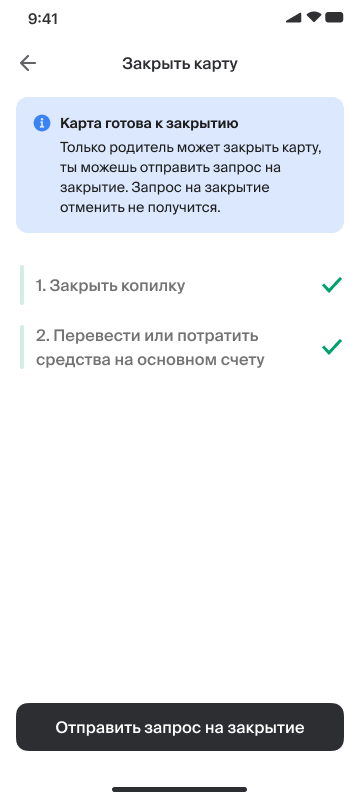 9:41
Закрыть карту
Карта готова к закрытию
Только родитель может закрыть карту,
ты можешь отправить запрос на
закрытие. Запрос на закрытие
отменить не получится.
1. Закрыть копилку
2. Перевести или потратить
средства на основном счету
Отправить запрос на закрытие